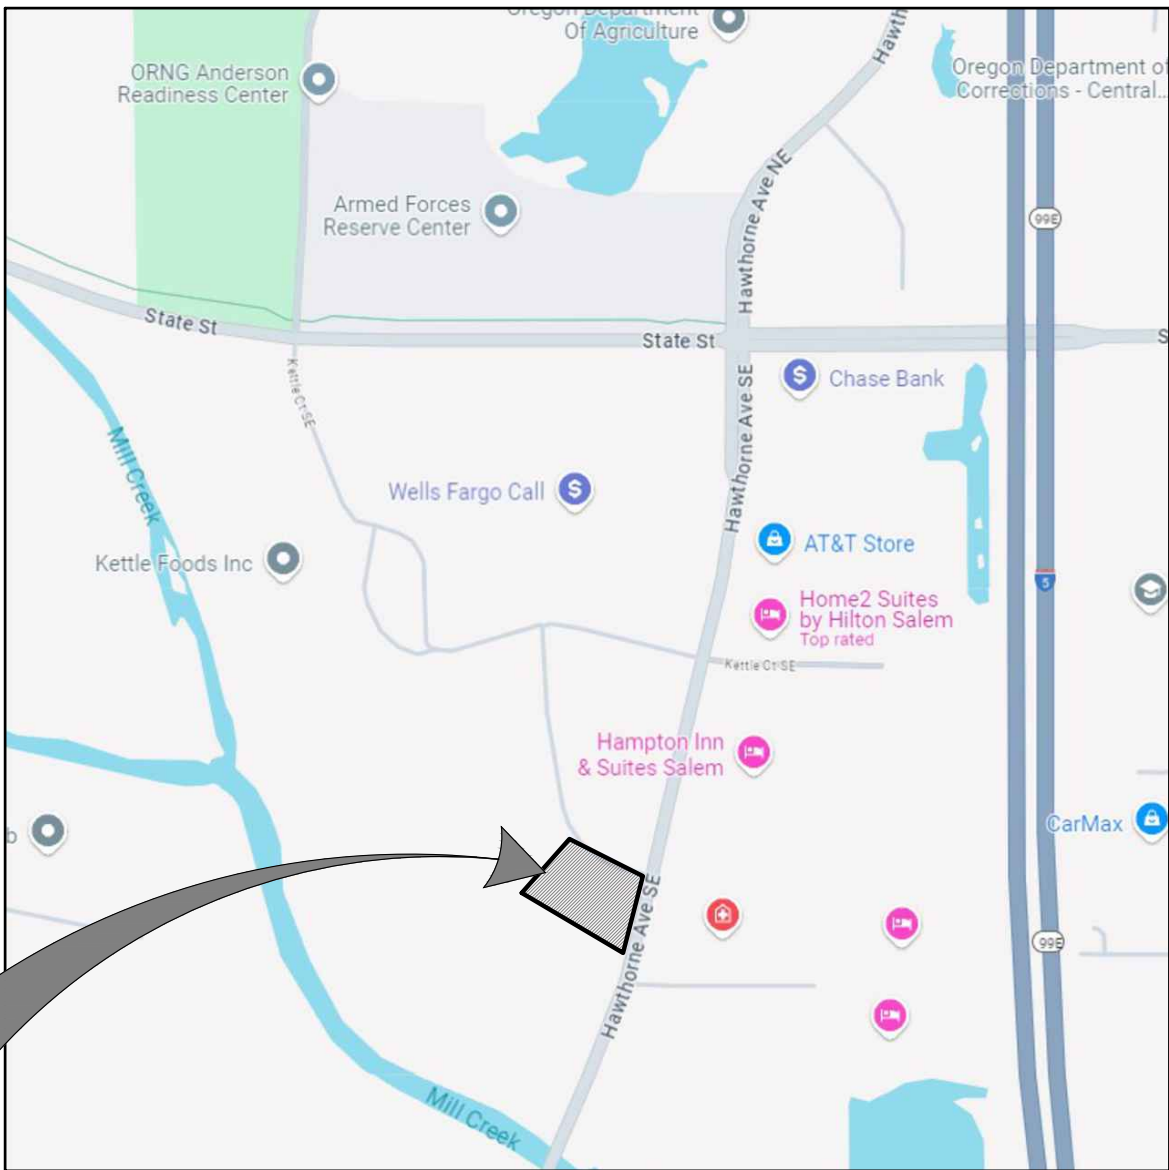 Oregon Department
Of Agriculture
Hawth
ORNG Anderson
Readiness Center
Oregon Department of
Corrections - Central...
Hawthorne Ave NE
Armed Forces
Reserve Center
99E
State St
State St
S
Kettle Ct SE
Chase Bank
Hawthorne Ave SE
Mill Creek
Wells Fargo Call
AT&T Store
Kettle Foods Inc
5
Home2 Suites
by Hilton Salem
Top rated
Kettle Ct SE
Hampton Inn
& Suites Salem
CarMax
b
Hawthorne Ave SE
99E
Mill Creek